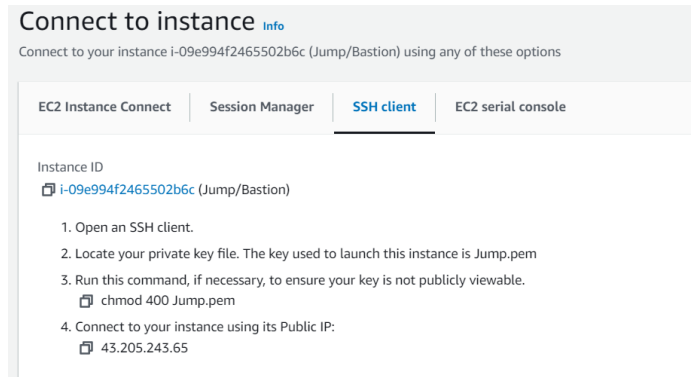 Connect to instance Info
Connect to your instance i-09e994f2465502b6c (Jump/Bastion) using any of these options
EC2 Instance Connect Session Manager SSH client EC2 serial console
Instance ID
i-09e994f2465502b6c (Jump/Bastion)
1. Open an SSH client.
2. Locate your private key file. The key used to launch this instance is Jump.pem
3. Run this command, if necessary, to ensure your key is not publicly viewable.
chmod 400 Jump.pem
4. Connect to your instance using its Public IP:
43.205.243.65